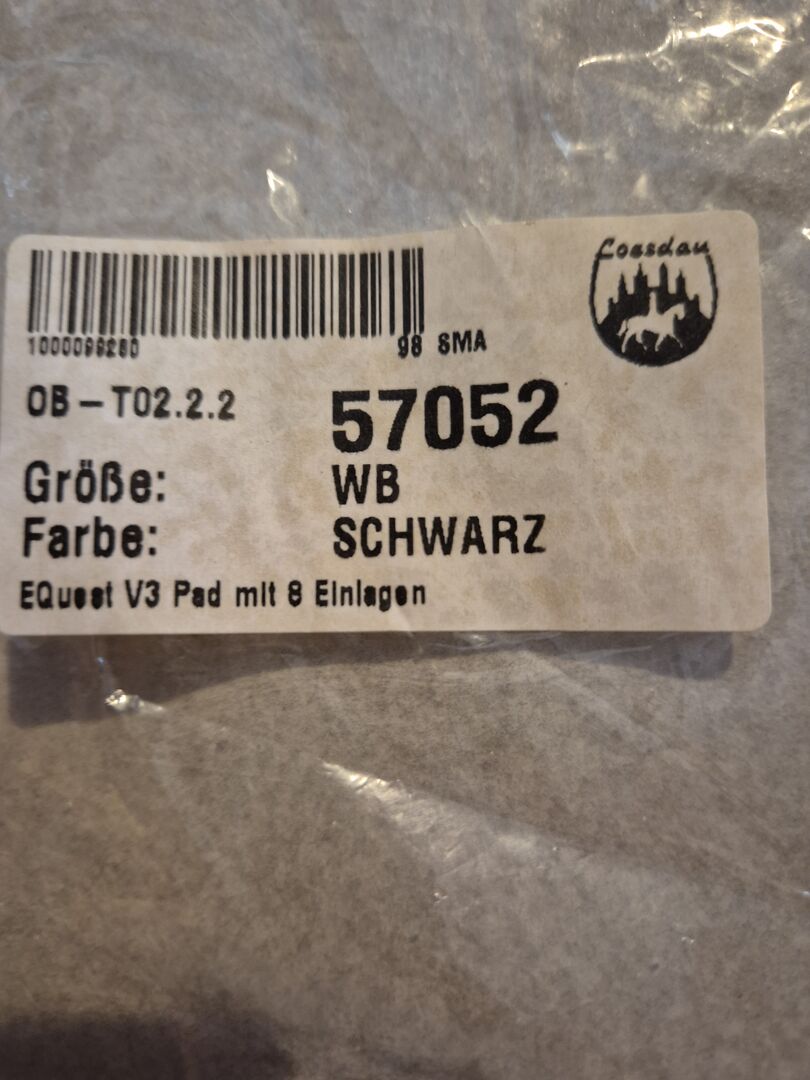 Loesdau
1000099280
98 SMA
OB-T02.2.2
57052
Größe: WB
Farbe: SCHWARZ
EQuest V3 Pad mit 8 Einlagen